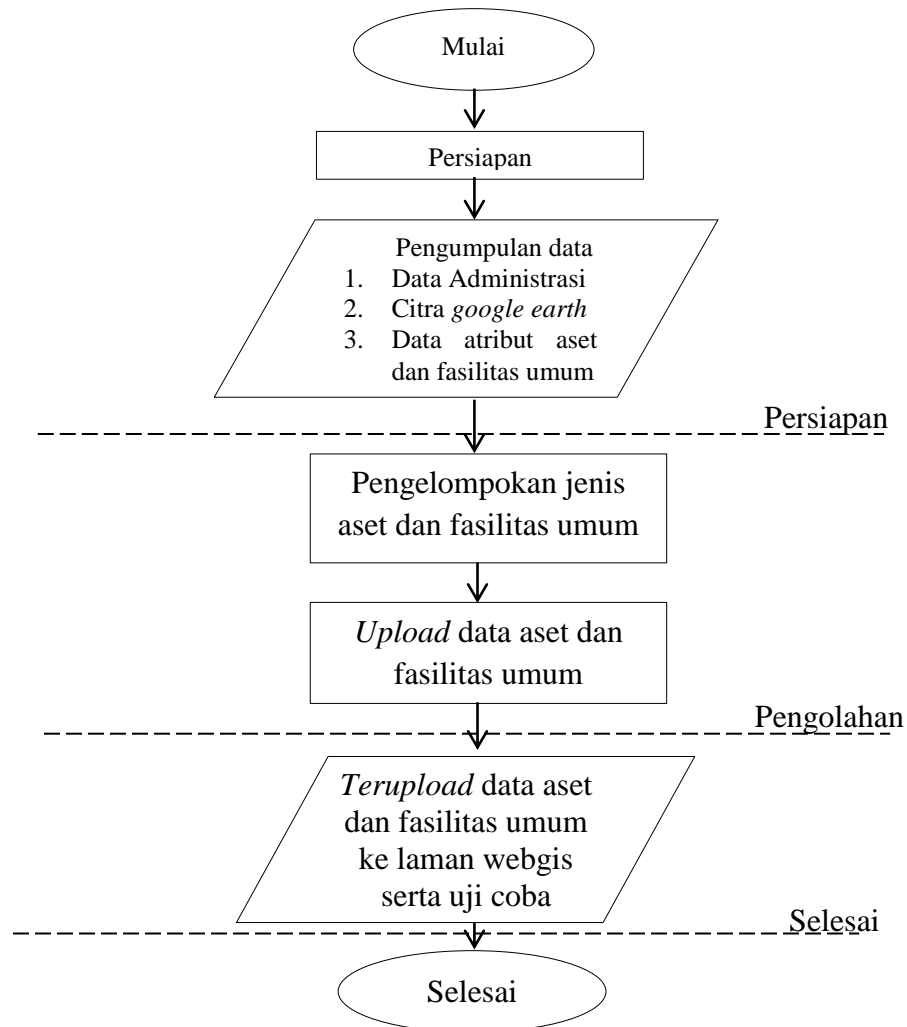 Mulai
Persiapan
Pengumpulan data
1. Data Administrasi
2. Citra google earth
3. Data atribut aset
dan fasilitas umum
Persiapan
Pengelompokan jenis
aset dan fasilitas umum
Upload data aset dan
fasilitas umum
Pengolahan
Terupload data aset
dan fasilitas umum
ke laman webgis
serta uji coba
Selesai
Selesai